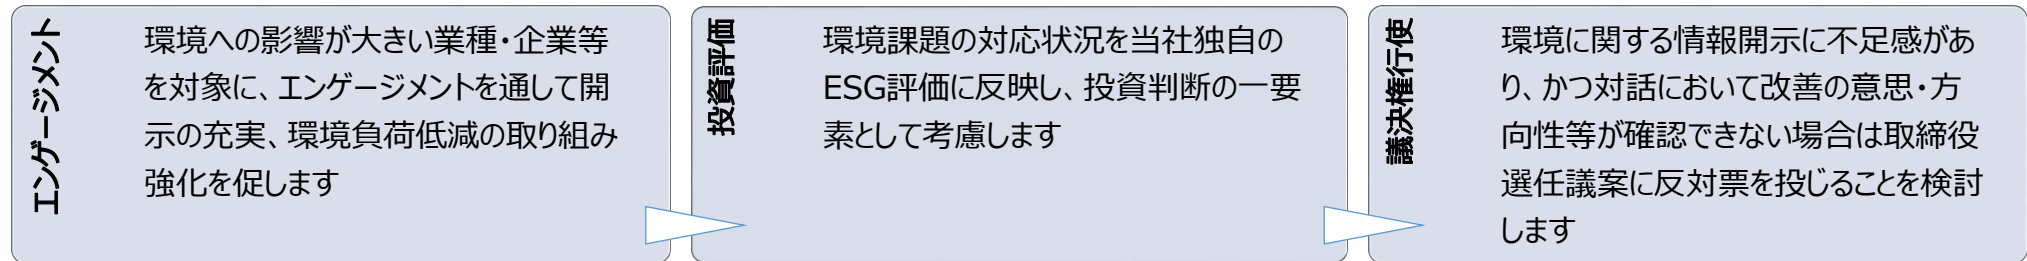 エンゲージメント
環境への影響が大きい業種・企業等
を対象に、エンゲージメントを通して開
示の充実、環境負荷低減の取り組み
強化を促します
投資評価
環境課題の対応状況を当社独自の
ESG評価に反映し、投資判断の一要
素として考慮します
議決権行使
環境に関する情報開示に不足感があ
り、かつ対話において改善の意思・方
向性等が確認できない場合は取締役
選任議案に反対票を投じることを検討
します